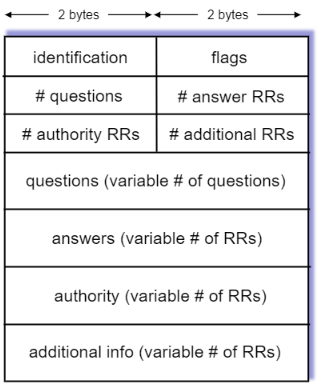 2 bytes 2 bytes
identification flags
# questions # answer RRs
# authority RRs # additional RRs
questions (variable # of questions)
answers (variable # of RRs)
authority (variable # of RRs)
additional info (variable # of RRs)